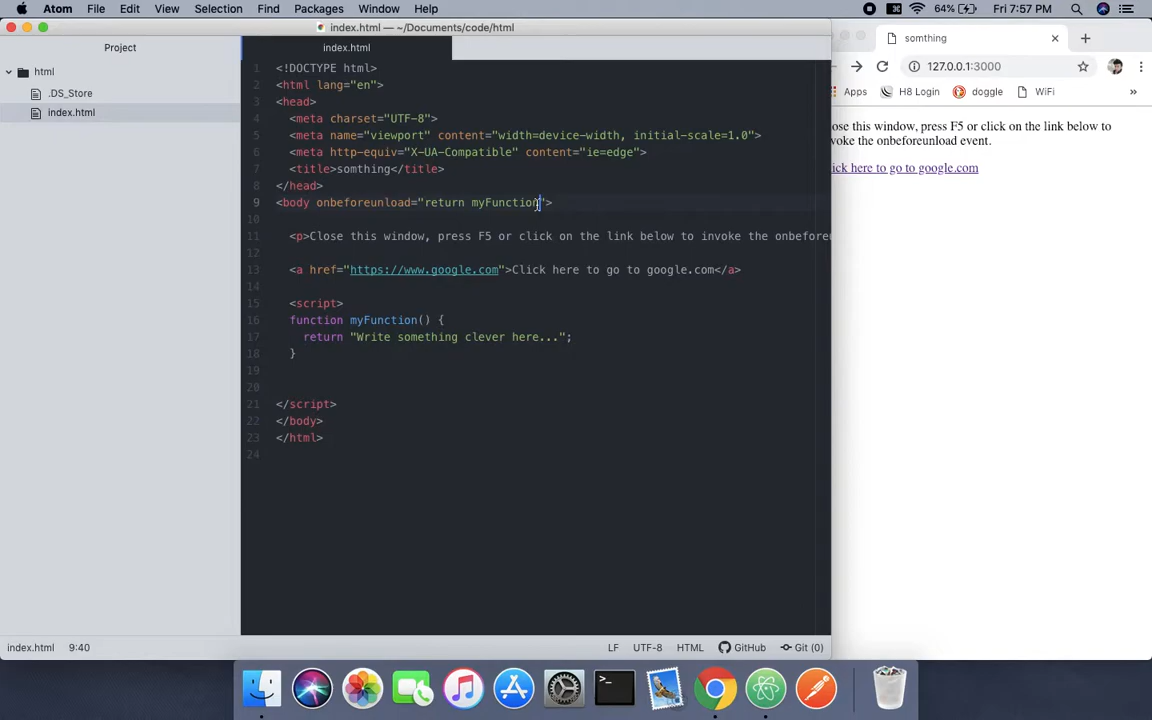 Atom File Edit View Selection Find Packages Window Help 64% Fri 7:57 PM
index.html — ~/Documents/code/html
Project
html
.DS_Store
index.html
index.html
1 <!DOCTYPE html>
2 <html lang="en">
3 <head>
4 <meta charset="UTF-8">
5 <meta name="viewport" content="width=device-width, initial-scale=1.0">
6 <meta http-equiv="X-UA-Compatible" content="ie=edge">
7 <title>somthing</title>
8 </head>
9 <body onbeforeunload="return myFunction">
10
11 <p>Close this window, press F5 or click on the link below to invoke the onbefore
12
13 <a href="https://www.google.com">Click here to go to google.com</a>
14
15 <script>
16 function myFunction() {
17 return "Write something clever here...";
18 }
19
20
21 </script>
22 </body>
23 </html>
24
index.html 9:40 LF UTF-8 HTML GitHub Git (0)
somthing
127.0.0.1:3000
Apps H8 Login doggle WiFi »
ose this window, press F5 or click on the link below to
voke the onbeforeunload event.
ick here to go to google.com